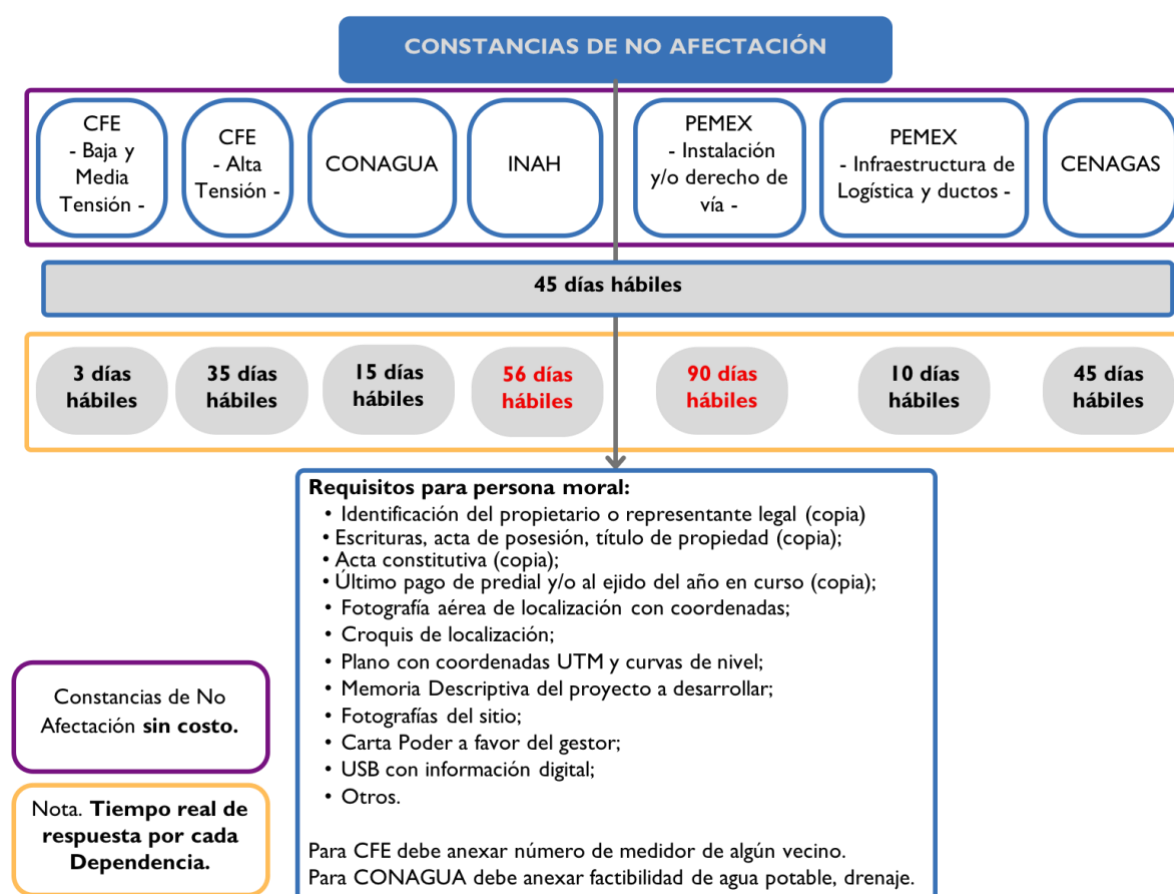 CONSTANCIAS DE NO AFECTACIÓN
CFE
- Baja y
Media
Tensión -
CFE
- Alta
Tensión -
CONAGUA
INAH
PEMEX
- Instalación
y/o derecho de
vía -
PEMEX
- Infraestructura de
Logística y ductos -
CENAGAS
45 días hábiles
3 días
hábiles
35 días
hábiles
15 días
hábiles
56 días
hábiles
90 días
hábiles
10 días
hábiles
45 días
hábiles
Requisitos para persona moral:
• Identificación del propietario o representante legal (copia)
• Escrituras, acta de posesión, título de propiedad (copia);
• Acta constitutiva (copia);
• Último pago de predial y/o al ejido del año en curso (copia);
• Fotografía aérea de localización con coordenadas;
• Croquis de localización;
• Plano con coordenadas UTM y curvas de nivel;
• Memoria Descriptiva del proyecto a desarrollar;
• Fotografías del sitio;
• Carta Poder a favor del gestor;
• USB con información digital;
• Otros.
Para CFE debe anexar número de medidor de algún vecino.
Para CONAGUA debe anexar factibilidad de agua potable, drenaje.
Constancias de No
Afectación sin costo.
Nota. Tiempo real de
respuesta por cada
Dependencia.